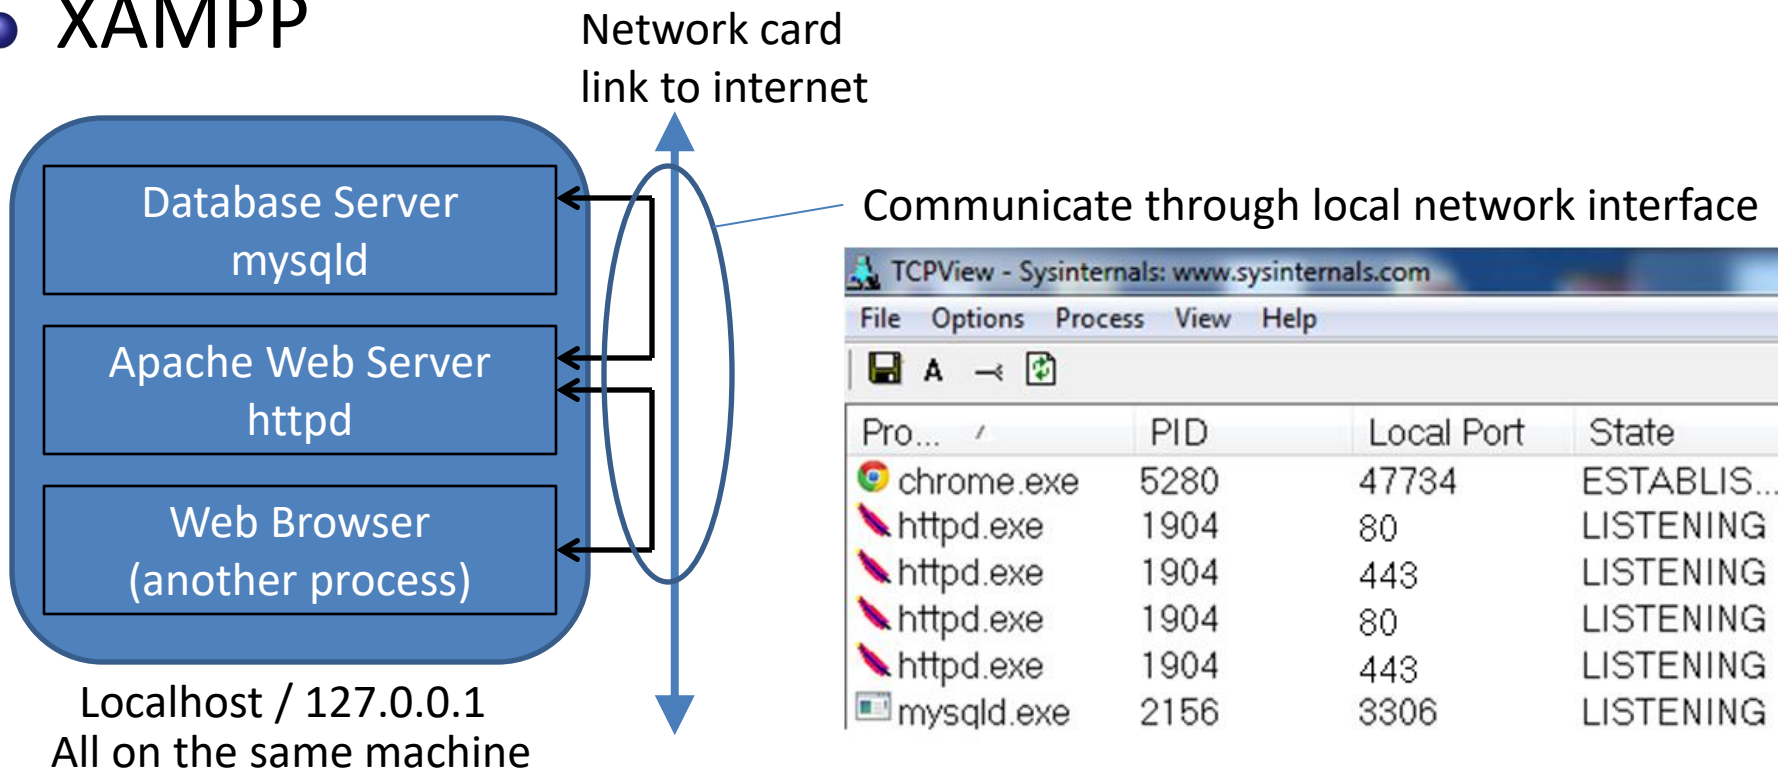 XAMPP
Network card
link to internet
Database Server
mysqld
Apache Web Server
httpd
Web Browser
(another process)
Localhost / 127.0.0.1
All on the same machine
Communicate through local network interface
TCPView - Sysinternals: www.sysinternals.com
File Options Process View Help
A
Pro... / PID Local Port State
chrome.exe 5280 47734 ESTABLIS...
httpd.exe 1904 80 LISTENING
httpd.exe 1904 443 LISTENING
httpd.exe 1904 80 LISTENING
httpd.exe 1904 443 LISTENING
mysqld.exe 2156 3306 LISTENING